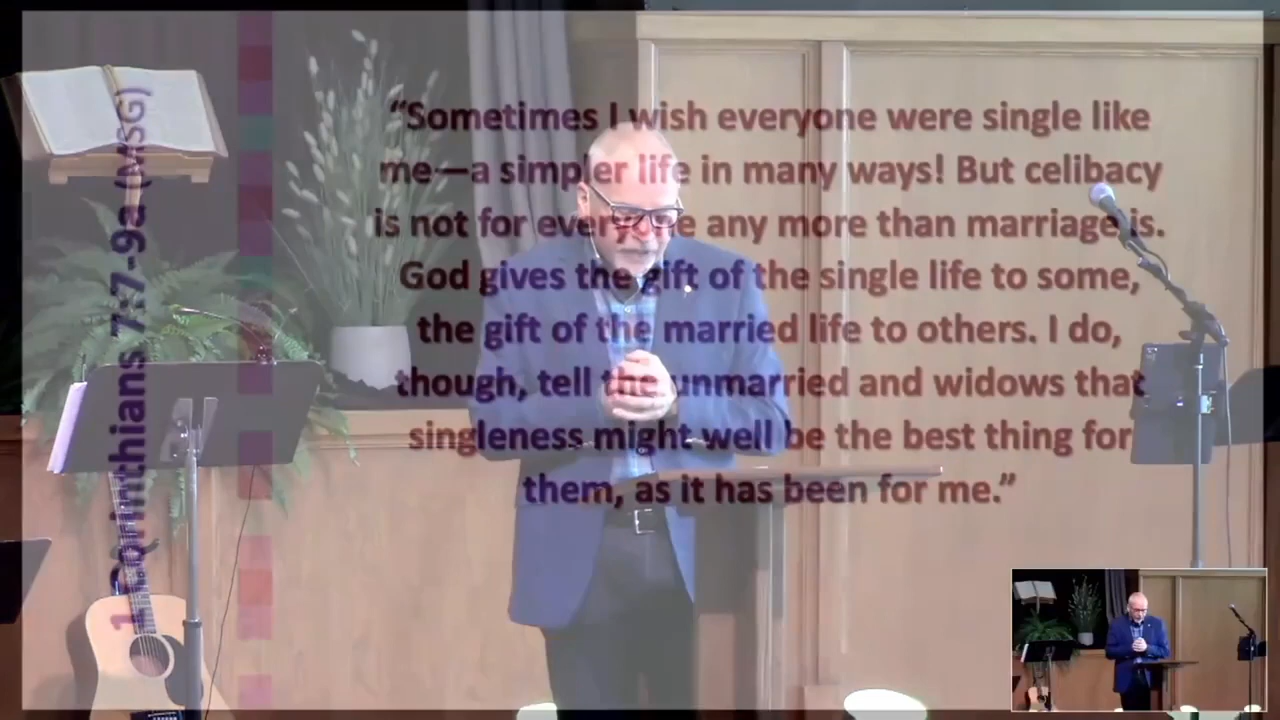 1 Corinthians 7:7-9a (MSG)
“Sometimes I wish everyone were single like
me—a simpler life in many ways! But celibacy
is not for everyone any more than marriage is.
God gives the gift of the single life to some,
the gift of the married life to others. I do,
though, tell the unmarried and widows that
singleness might well be the best thing for
them, as it has been for me.”